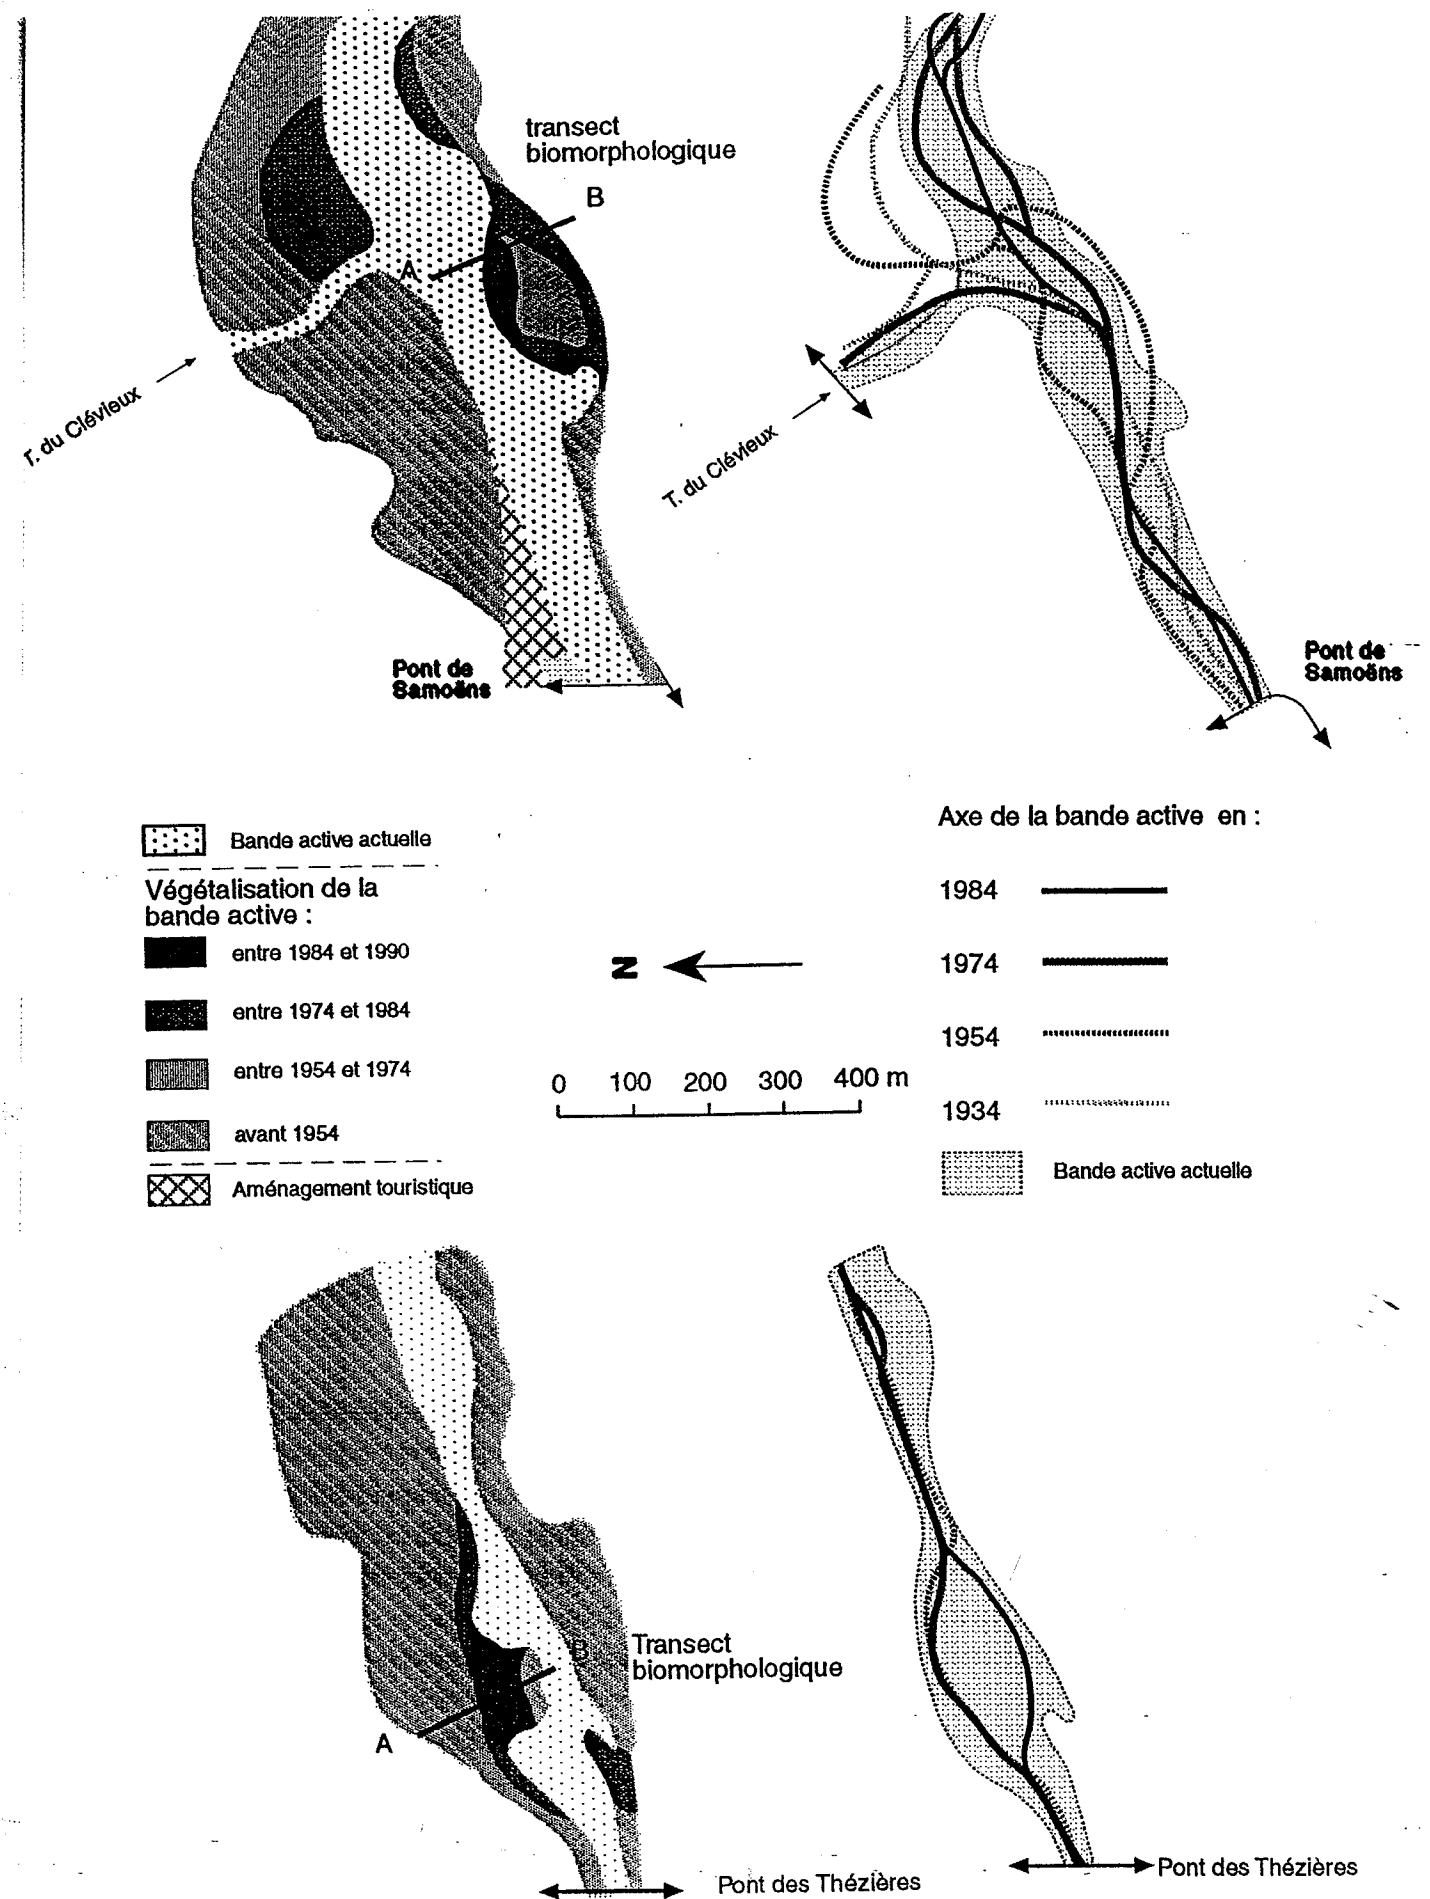 transect
biomorphologique
B
A
T. du Clévieux
T. du Clévieux
Pont de
Samoëns
Pont de
Samoëns
Bande active actuelle
Végétalisation de la
bande active :
entre 1984 et 1990
entre 1974 et 1984
entre 1954 et 1974
avant 1954
Aménagement touristique
N
0 100 200 300 400 m
Axe de la bande active en :
1984
1974
1954
1934
Bande active actuelle
B
Transect
biomorphologique
A
Pont des Thézières
Pont des Thézières